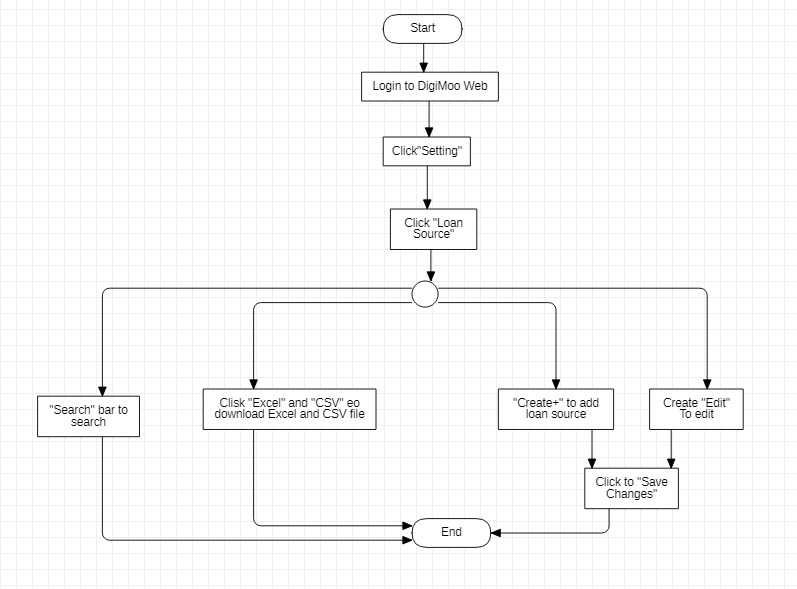 Start
Login to DigiMoo Web
Click"Setting"
Click "Loan
Source"
"Search" bar to
search
Clisk "Excel" and "CSV" eo
download Excel and CSV file
"Create+" to add
loan source
Create "Edit"
To edit
Click to "Save
Changes"
End